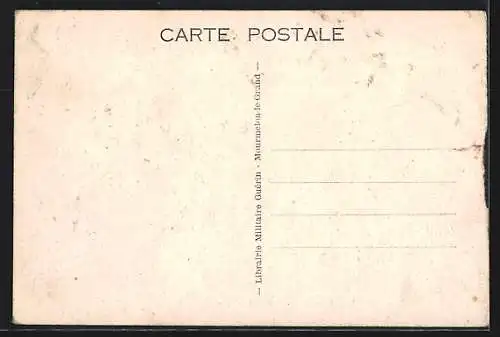 CARTE POSTALE
— Librairie Militaire Guérin - Mourmelon-le-Grand —